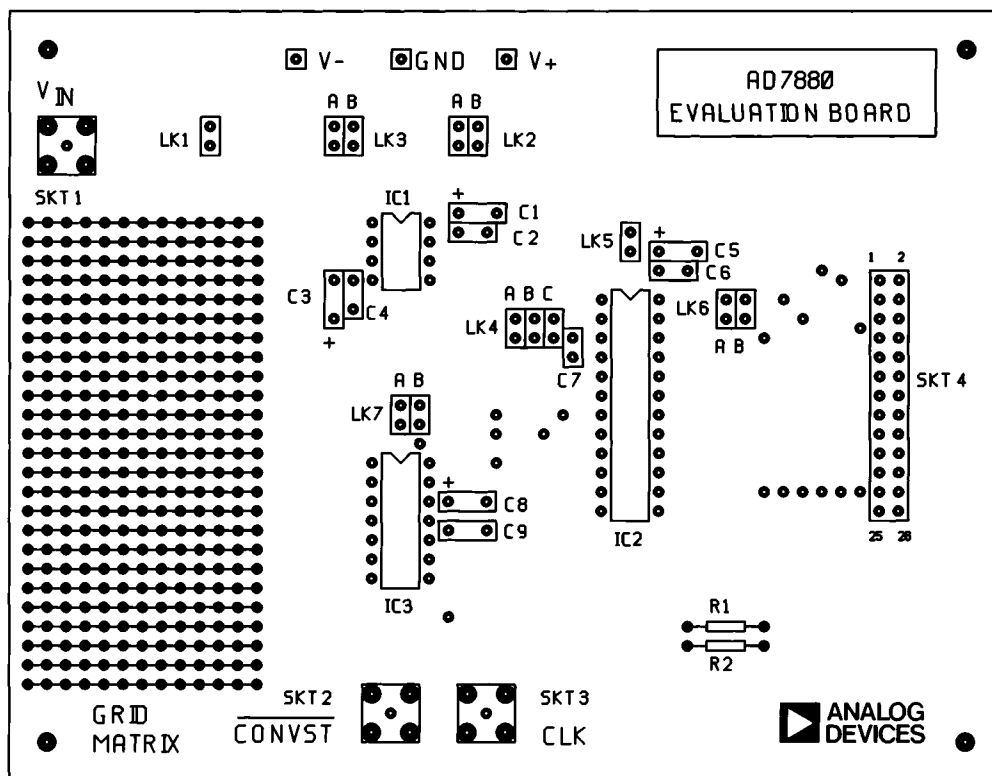 V- GND V+
AD7880
EVALUATION BOARD
VIN
A B
A B
LK1
LK3
LK2
SKT1
IC1
+
C1
C2
LK5
+
C5
C6
1 2
C3
C4
+
A B C
LK4
LK6
A B
C7
SKT4
A B
LK7
+
C8
C9
IC2
25 26
IC3
R1
R2
SKT2
SKT3
GRID
MATRIX
CONVST
CLK
ANALOG
DEVICES